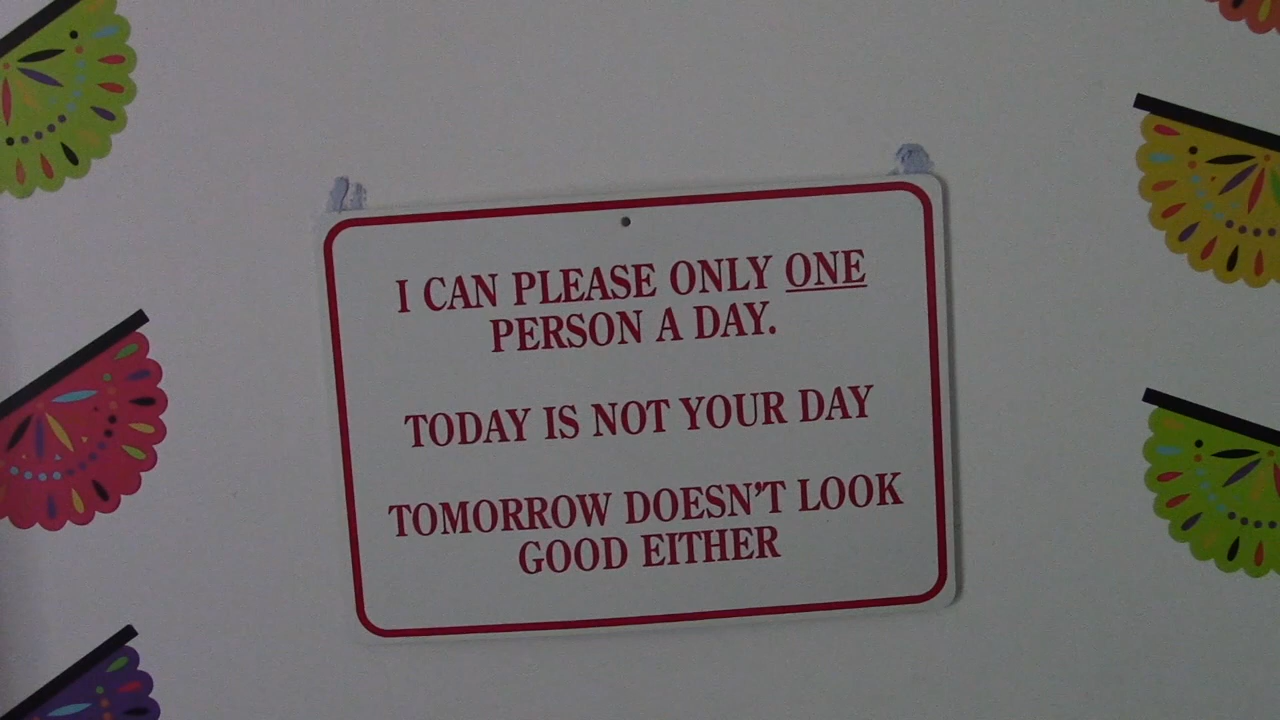 I CAN PLEASE ONLY ONE
PERSON A DAY.
TODAY IS NOT YOUR DAY
TOMORROW DOESN'T LOOK
GOOD EITHER